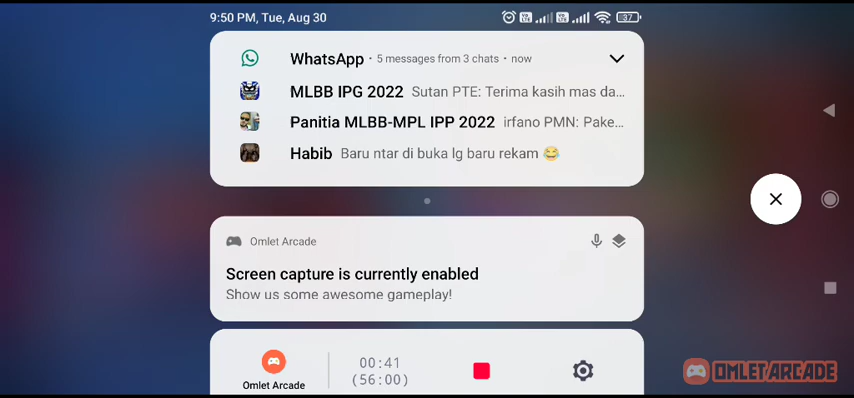 9:50 PM, Tue, Aug 30
37
WhatsApp • 5 messages from 3 chats • now
MLBB IPG 2022 Sutan PTE: Terima kasih mas da...
Panitia MLBB-MPL IPP 2022 irfano PMN: Pake...
Habib Baru ntar di buka lg baru rekam 😂
Omlet Arcade
Screen capture is currently enabled
Show us some awesome gameplay!
00:41
(56:00)
Omlet Arcade
OMLET ARCADE